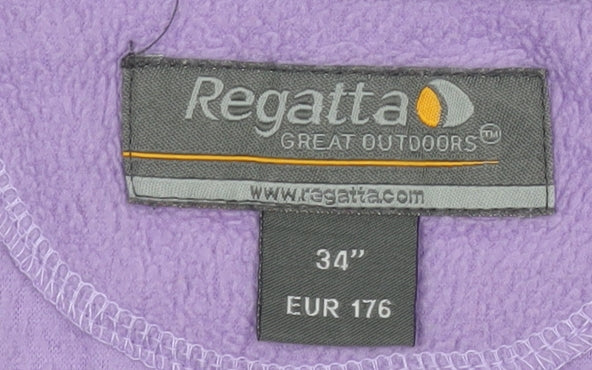 Regatta
GREAT OUTDOORS™
www.regatta.com
34”
EUR 176